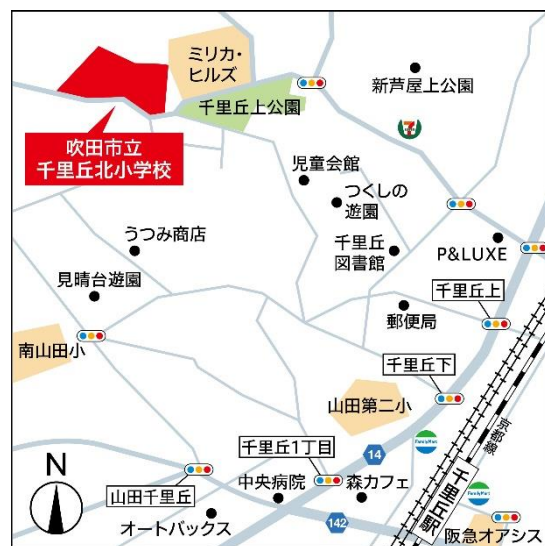 ミリカ・
ヒルズ
新芦屋上公園
千里丘上公園
7
吹田市立
千里丘北小学校
児童会館
つくしの
遊園
うつみ商店
千里丘
図書館
P&LUXE
見晴台遊園
千里丘上
郵便局
南山田小
千里丘下
山田第二小
京都線
千里丘1丁目
14
FamilyMart
千里丘駅
N
山田千里丘
中央病院
森カフェ
FamilyMart
オートバックス
142
阪急オアシス